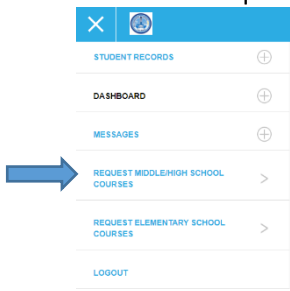 STUDENT RECORDS
DASHBOARD
MESSAGES
REQUEST MIDDLE/HIGH SCHOOL
COURSES
REQUEST ELEMENTARY SCHOOL
COURSES
LOGOUT